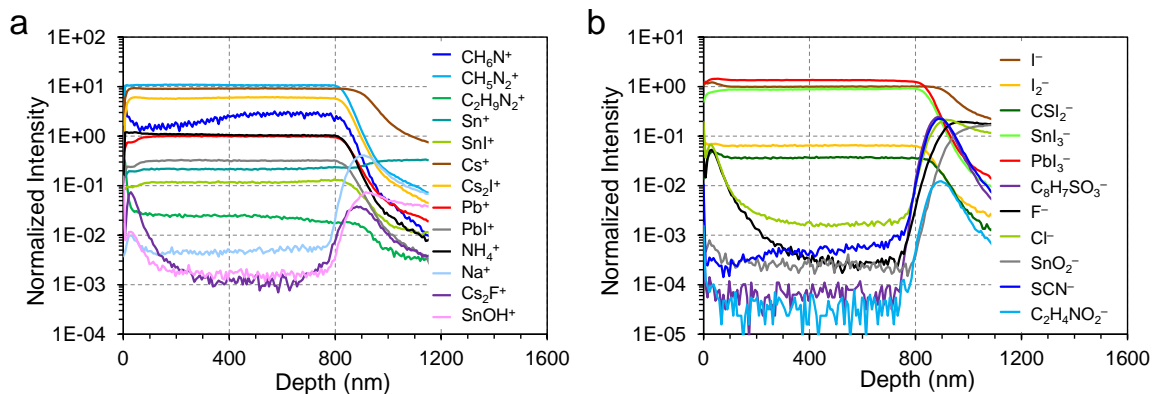 a
Normalized Intensity
1E+02
1E+01
1E+00
1E-01
1E-02
1E-03
1E-04
0
400
800
1200
1600
Depth (nm)
CH₆N⁺
CH₅N₂⁺
C₂H₉N₂⁺
Sn⁺
SnI⁺
Cs⁺
Cs₂I⁺
Pb⁺
PbI⁺
NH₄⁺
Na⁺
Cs₂F⁺
SnOH⁺
b
Normalized Intensity
1E+01
1E+00
1E-01
1E-02
1E-03
1E-04
1E-05
0
400
800
1200
1600
Depth (nm)
I⁻
I₂⁻
CSI₂⁻
SnI₃⁻
PbI₃⁻
C₈H₇SO₃⁻
F⁻
Cl⁻
SnO₂⁻
SCN⁻
C₂H₄NO₂⁻